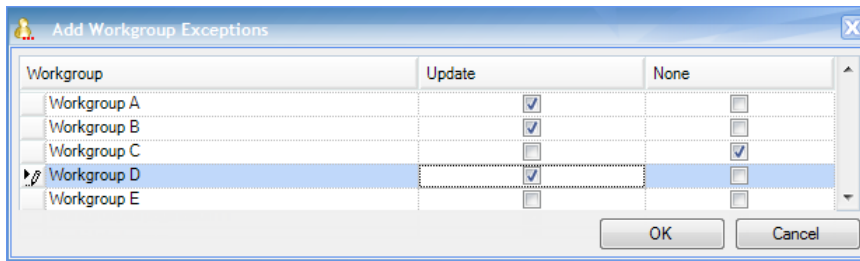 Add Workgroup Exceptions
Workgroup Update None
Workgroup A
Workgroup B
Workgroup C
Workgroup D
Workgroup E
OK Cancel